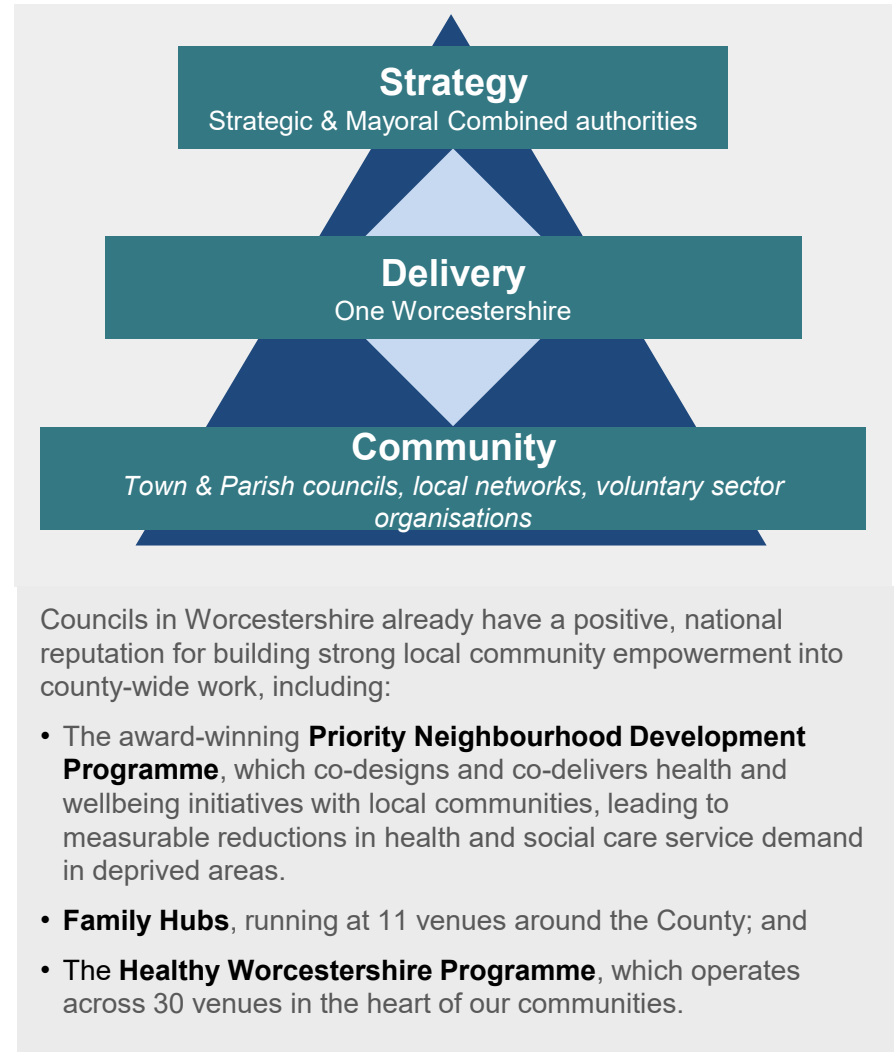 Strategy
Strategic & Mayoral Combined authorities
Delivery
One Worcestershire
Community
Town & Parish councils, local networks, voluntary sector
organisations
Councils in Worcestershire already have a positive, national
reputation for building strong local community empowerment into
county-wide work, including:
• The award-winning Priority Neighbourhood Development
Programme, which co-designs and co-delivers health and
wellbeing initiatives with local communities, leading to
measurable reductions in health and social care service demand
in deprived areas.
• Family Hubs, running at 11 venues around the County; and
• The Healthy Worcestershire Programme, which operates
across 30 venues in the heart of our communities.